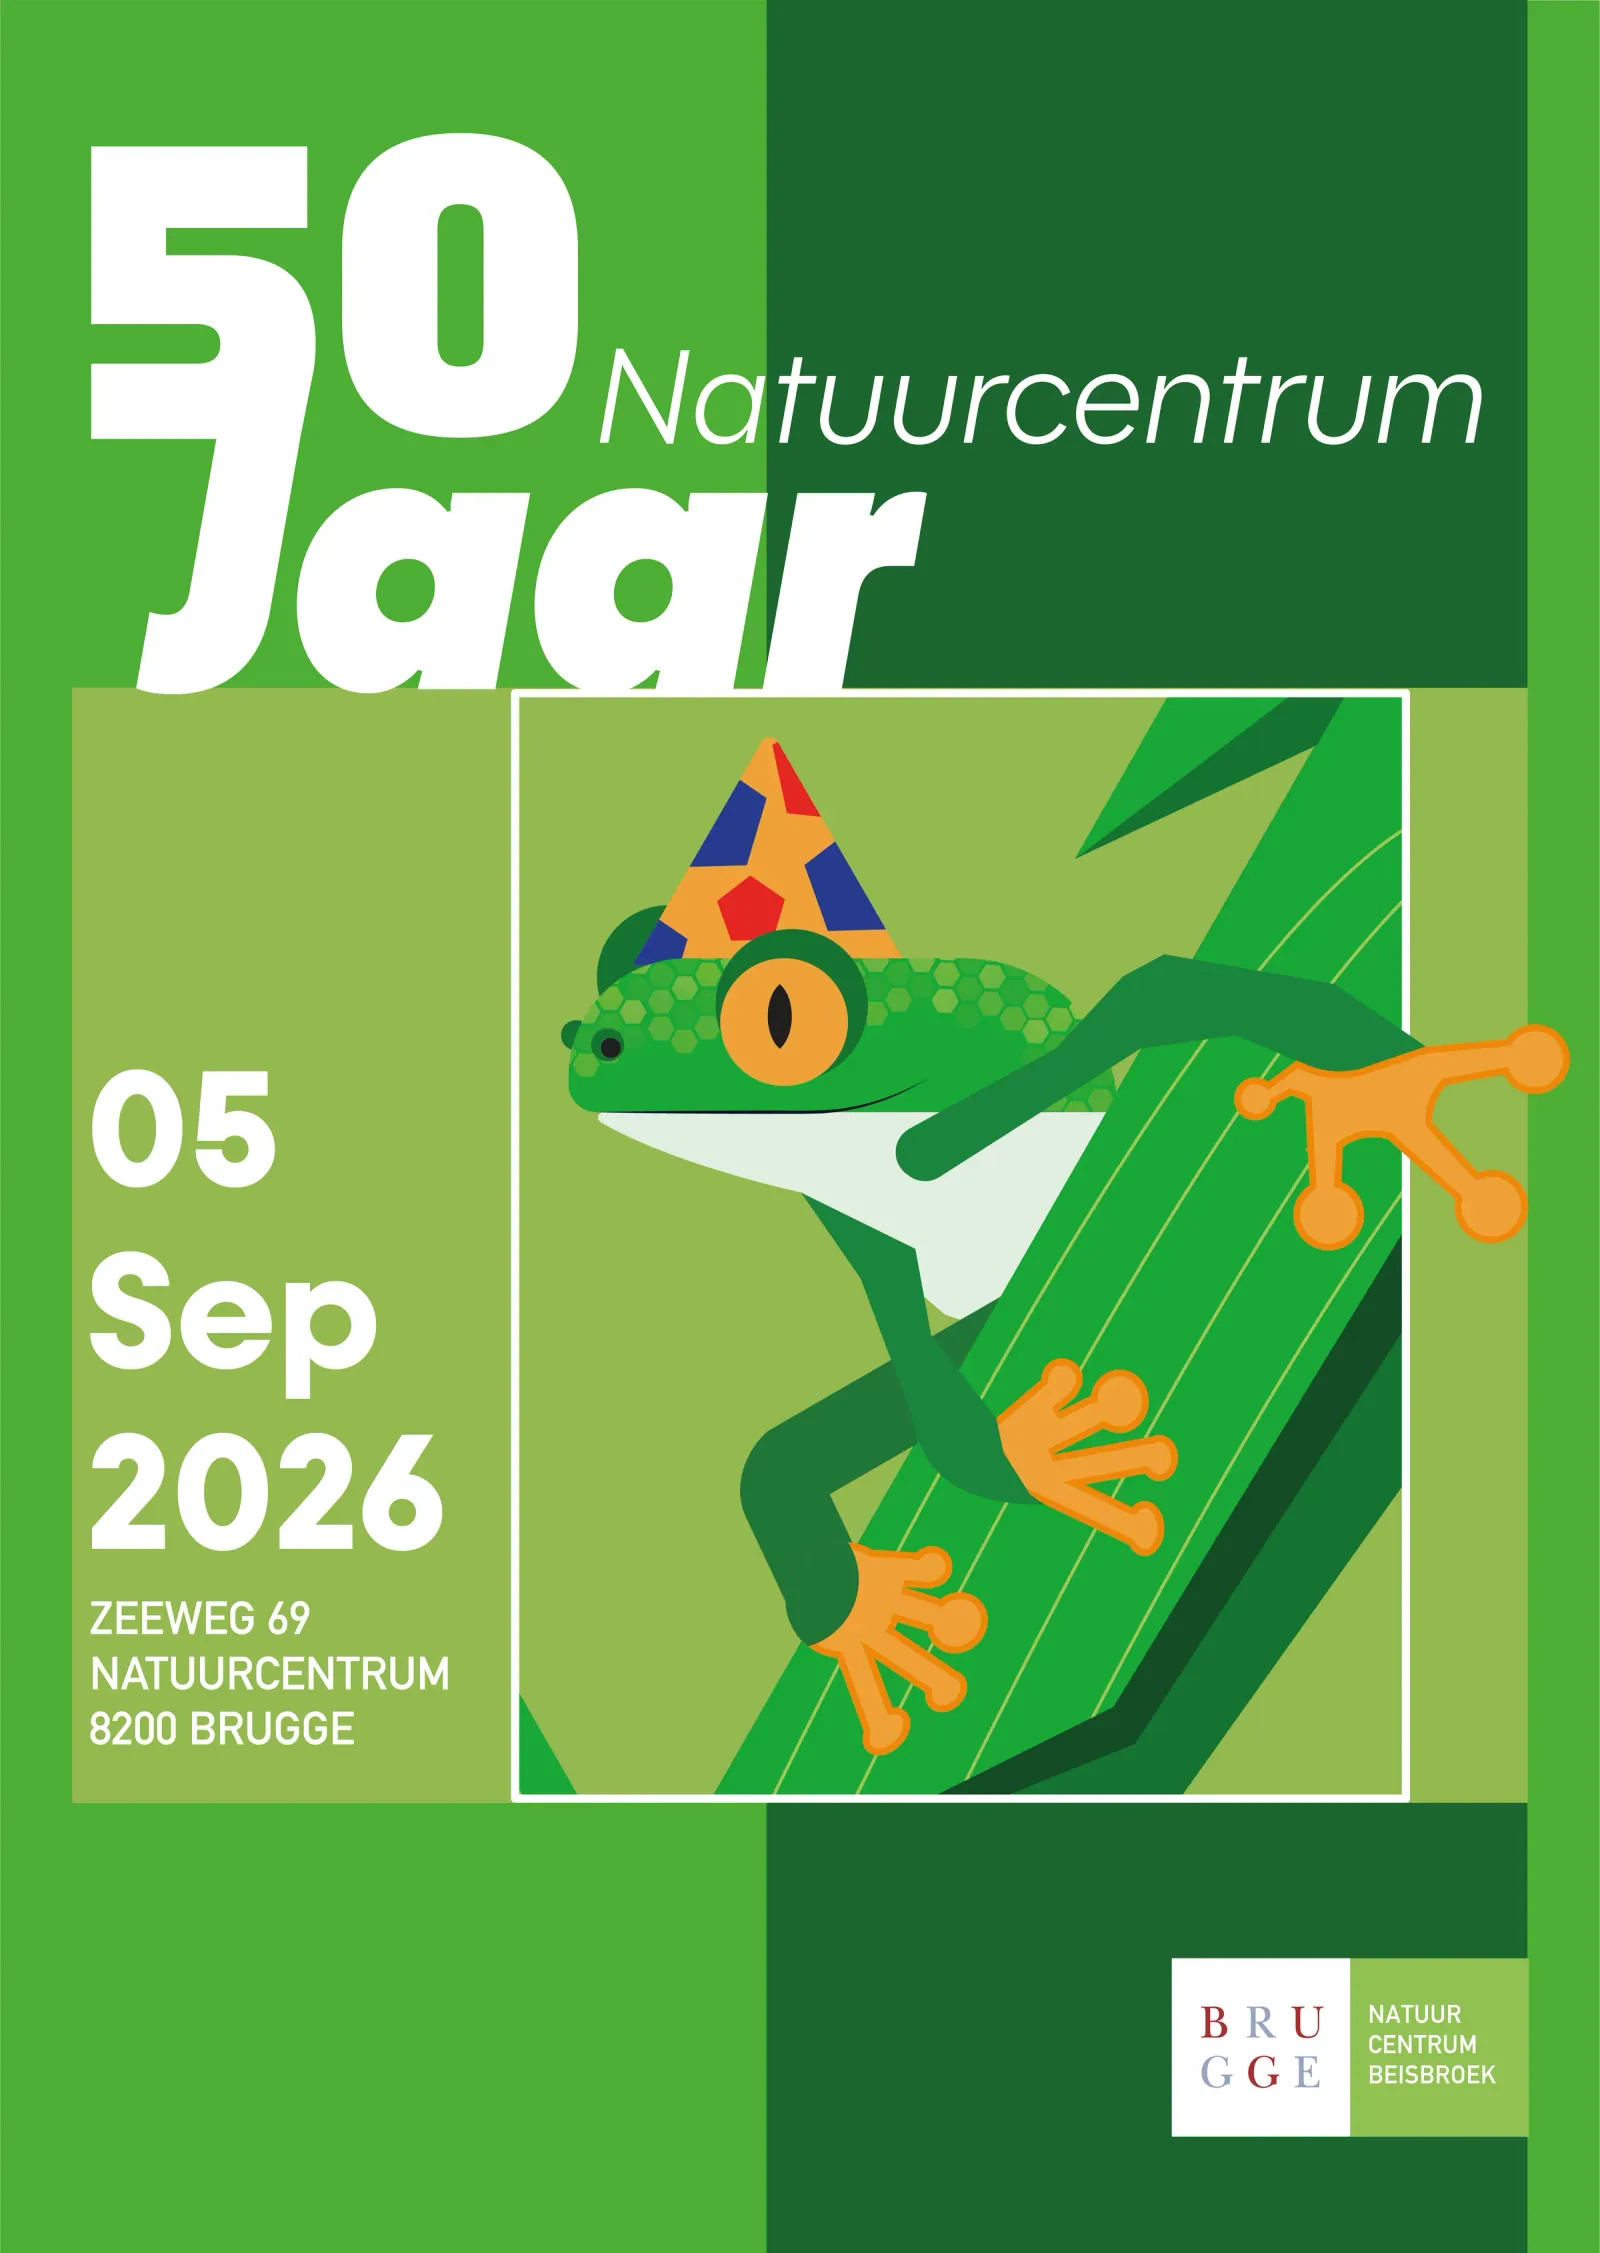 50
Natuurcentrum
Jaar
05
Sep
2026
ZEEWEG 69
NATUURCENTRUM
8200 BRUGGE
BRU
GGE
NATUUR
CENTRUM
BEISBROEK